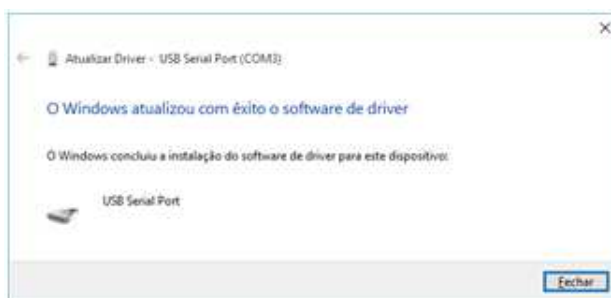 Atualizar Driver - USB Serial Port (COM3)
O Windows atualizou com êxito o software de driver
O Windows concluiu a instalação do software de driver para este dispositivo:
USB Serial Port
Fechar